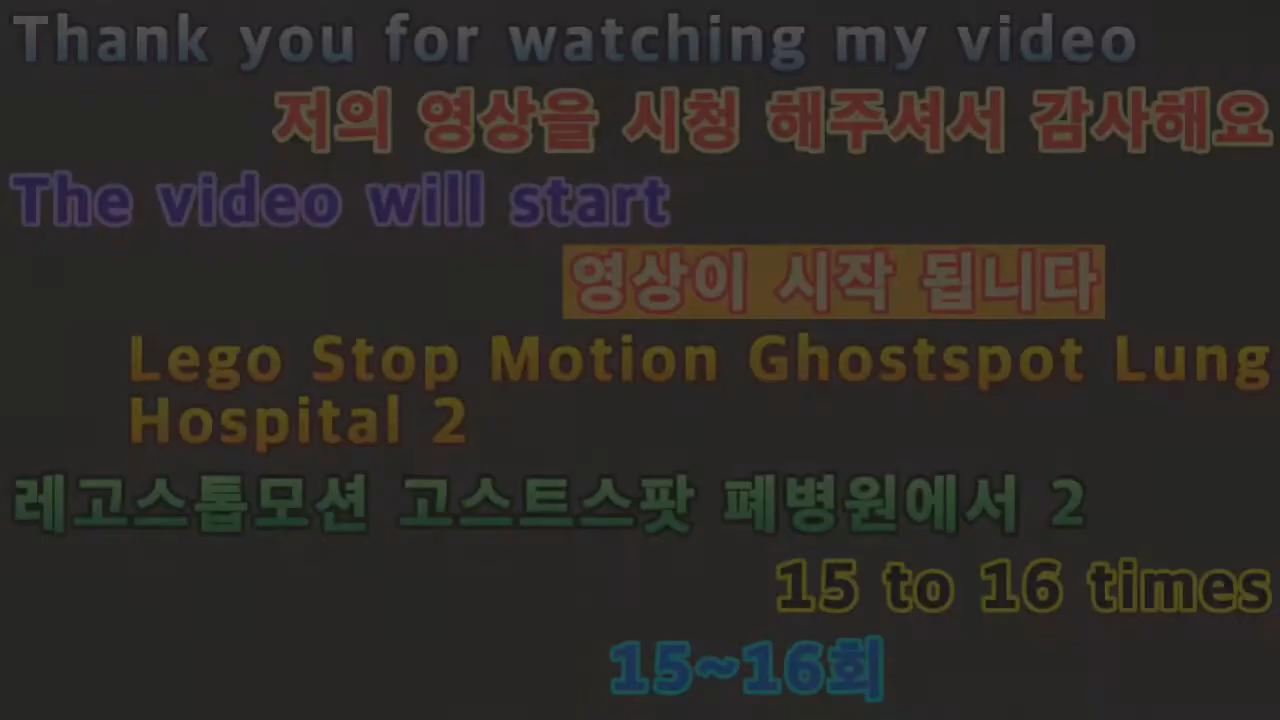 Thank you for watching my video
저의 영상을 시청 해주셔서 감사해요
The video will start
영상이 시작 됩니다
Lego Stop Motion Ghostspot Lung
Hospital 2
레고스톱모션 고스트스팟 폐병원에서 2
15 to 16 times
15~16회